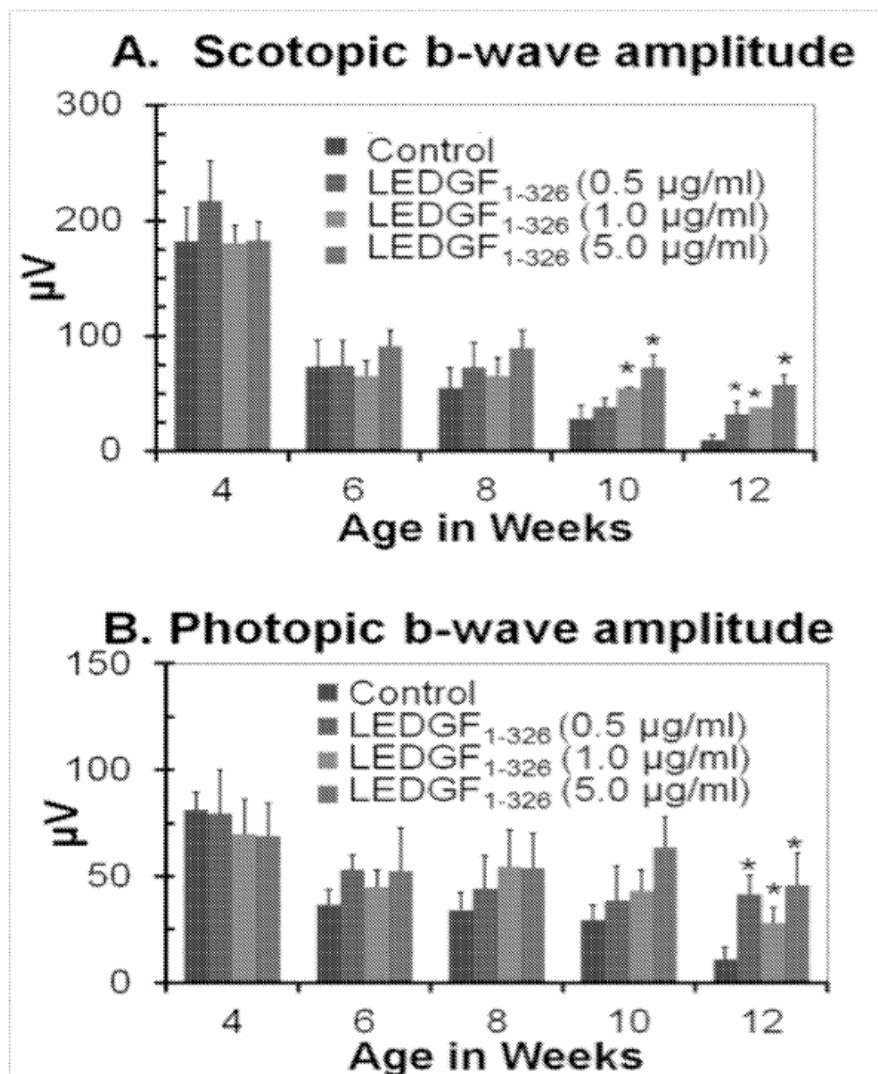 A. Scotopic b-wave amplitude
300
200
100
0
µV
Control
LEDGF1-326 (0.5 µg/ml)
LEDGF1-326 (1.0 µg/ml)
LEDGF1-326 (5.0 µg/ml)
* * * * *
4 6 8 10 12
Age in Weeks
B. Photopic b-wave amplitude
150
100
50
0
µV
Control
LEDGF1-326 (0.5 µg/ml)
LEDGF1-326 (1.0 µg/ml)
LEDGF1-326 (5.0 µg/ml)
* * *
4 6 8 10 12
Age in Weeks